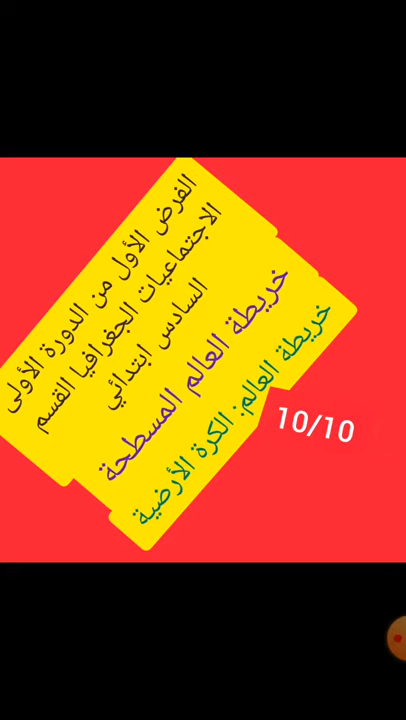 الفرض الأول من الدورة الأولى
الاجتماعيات الجغرافيا القسم
السادس ابتدائي
خريطة العالم المسطحة
خريطة العالم: الكرة الأرضية
10/10